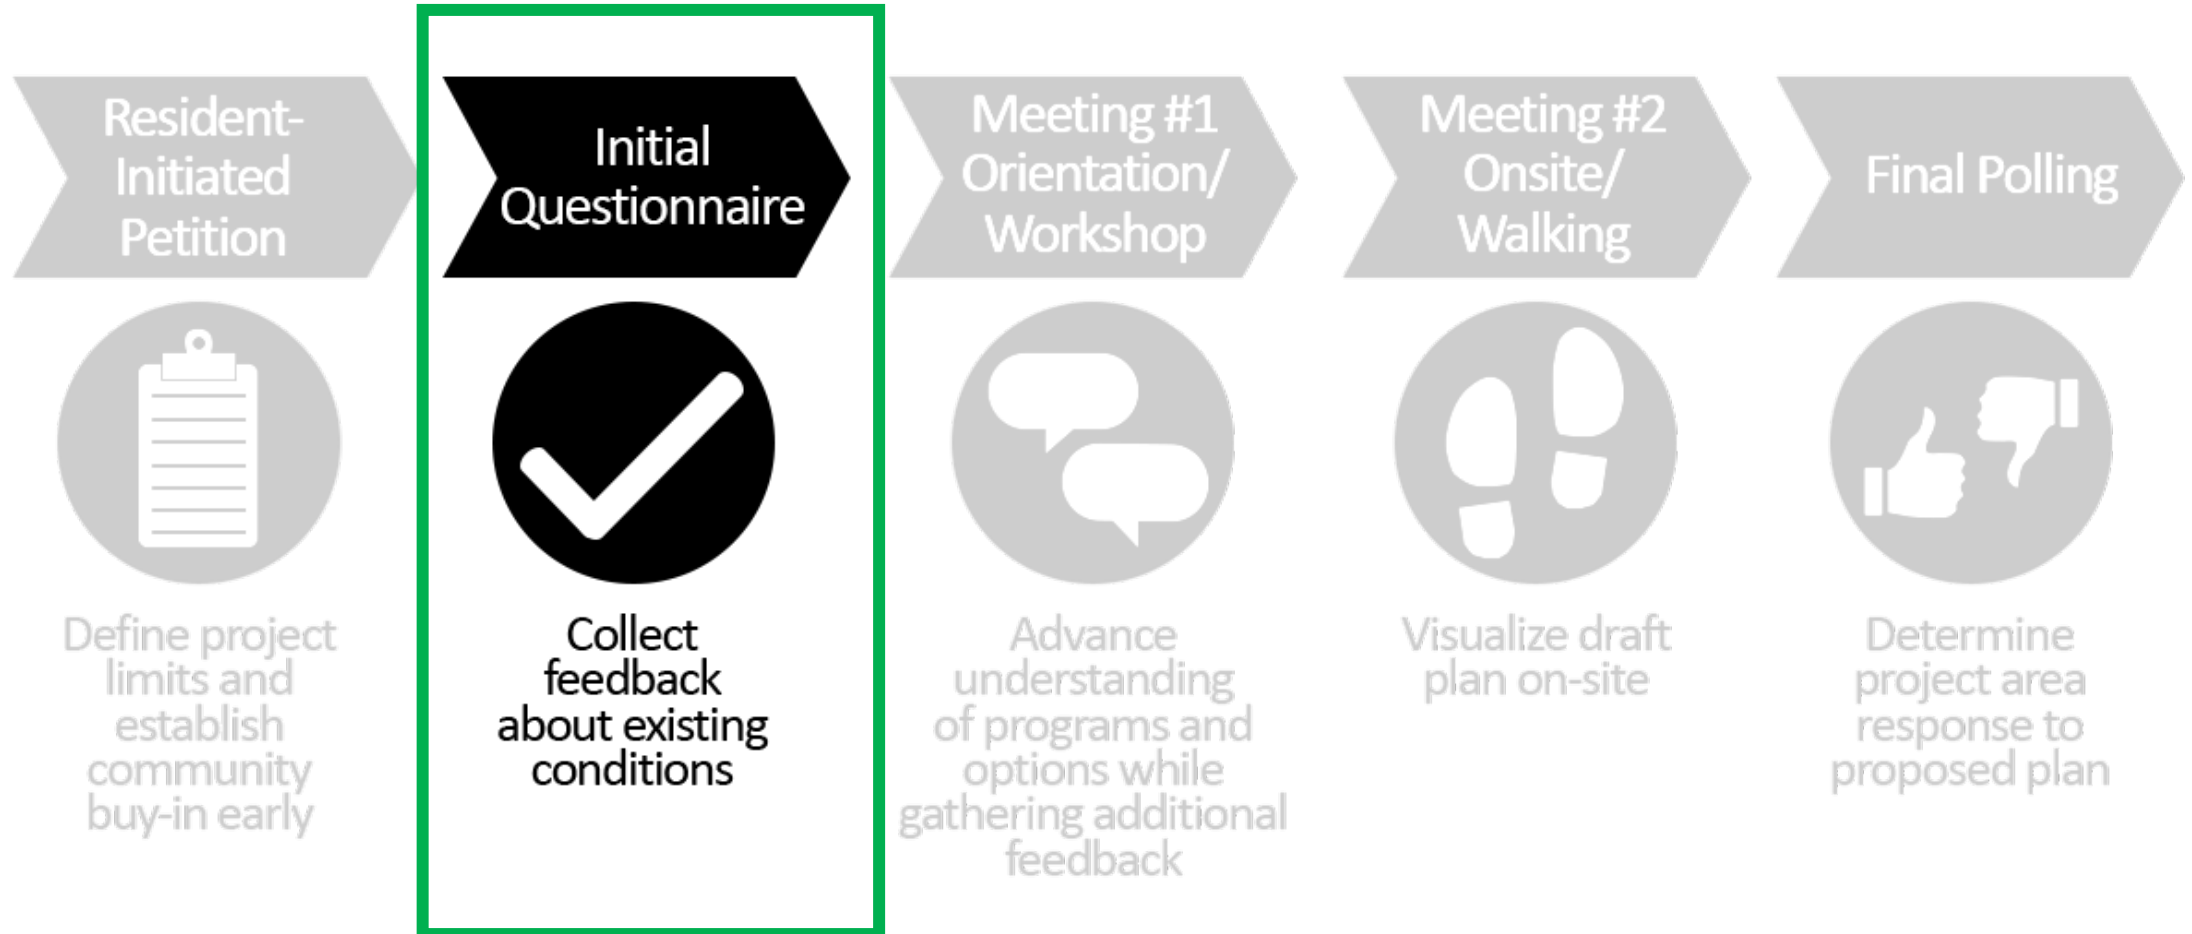 Resident-
Initiated
Petition
Define project
limits and
establish
community
buy-in early
Initial
Questionnaire
Collect
feedback
about existing
conditions
Meeting #1
Orientation/
Workshop
Advance
understanding
of programs and
options while
gathering additional
feedback
Meeting #2
Onsite/
Walking
Visualize draft
plan on-site
Final Polling
Determine
project area
response to
proposed plan